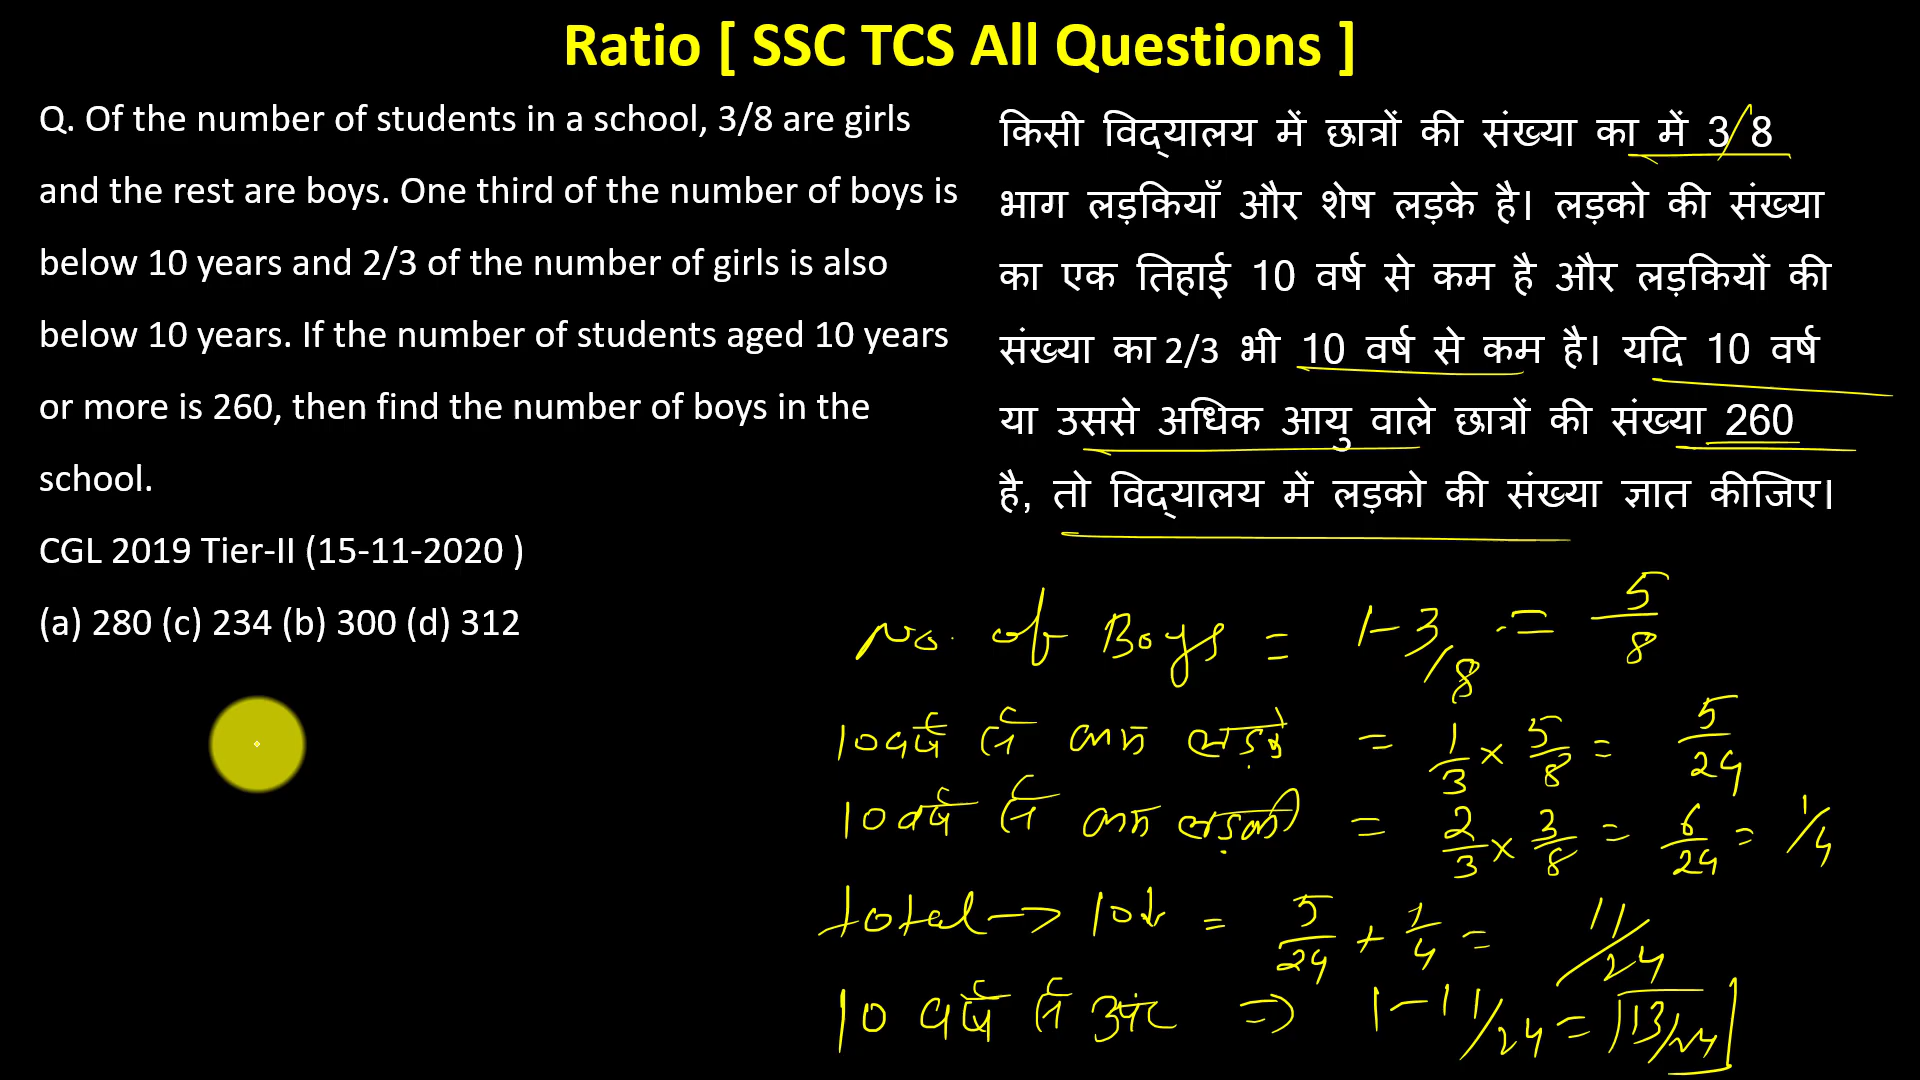 Ratio [ SSC TCS All Questions ]
Q. Of the number of students in a school, 3/8 are girls
and the rest are boys. One third of the number of boys is
below 10 years and 2/3 of the number of girls is also
below 10 years. If the number of students aged 10 years
or more is 260, then find the number of boys in the
school.
CGL 2019 Tier-II (15-11-2020 )
(a) 280 (c) 234 (b) 300 (d) 312
किसी विद्यालय में छात्रों की संख्या का में 3/8
भाग लड़कियाँ और शेष लड़के है। लड़को की संख्या
का एक तिहाई 10 वर्ष से कम है और लड़कियों की
संख्या का 2/3 भी 10 वर्ष से कम है। यदि 10 वर्ष
या उससे अधिक आयु वाले छात्रों की संख्या 260
है, तो विद्यालय में लड़को की संख्या ज्ञात कीजिए।
No. of Boys = 1-3/8 = 5/8
10 वर्ष से कम लड़के = 1/3 × 5/8 = 5/24
10 वर्ष से कम लड़की = 2/3 × 3/8 = 6/24 = 1/4
total → 10↓ = 5/24 + 1/4 = 11/24
10 वर्ष से उपर ⇒ 1-11/24 = 13/24